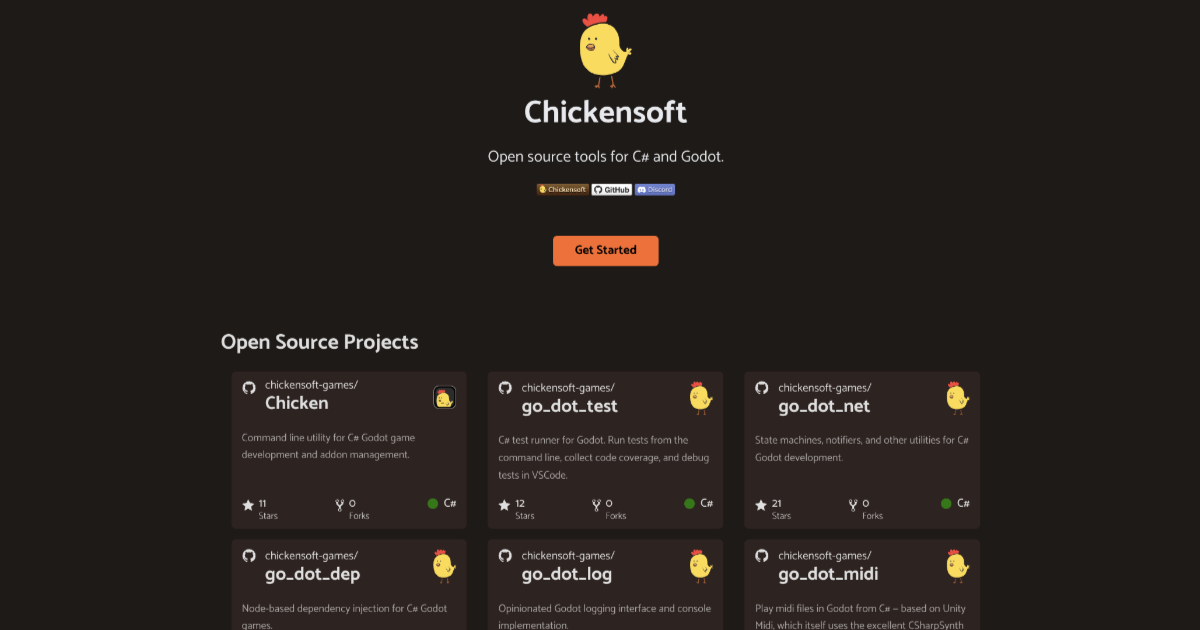 Chickensoft
Open source tools for C# and Godot.
Chickensoft GitHub Discord
Get Started
Open Source Projects
chickensoft-games/
Chicken
Command line utility for C# Godot game
development and addon management.
11
Stars
0
Forks
C#
chickensoft-games/
go_dot_test
C# test runner for Godot. Run tests from the
command line, collect code coverage, and debug
tests in VSCode.
12
Stars
0
Forks
C#
chickensoft-games/
go_dot_net
State machines, notifiers, and other utilities for C#
Godot development.
21
Stars
0
Forks
C#
chickensoft-games/
go_dot_dep
Node-based dependency injection for C# Godot
games.
chickensoft-games/
go_dot_log
Opinionated Godot logging interface and console
implementation.
chickensoft-games/
go_dot_midi
Play midi files in Godot from C# – based on Unity
Midi, which itself uses the excellent CSharpSynth